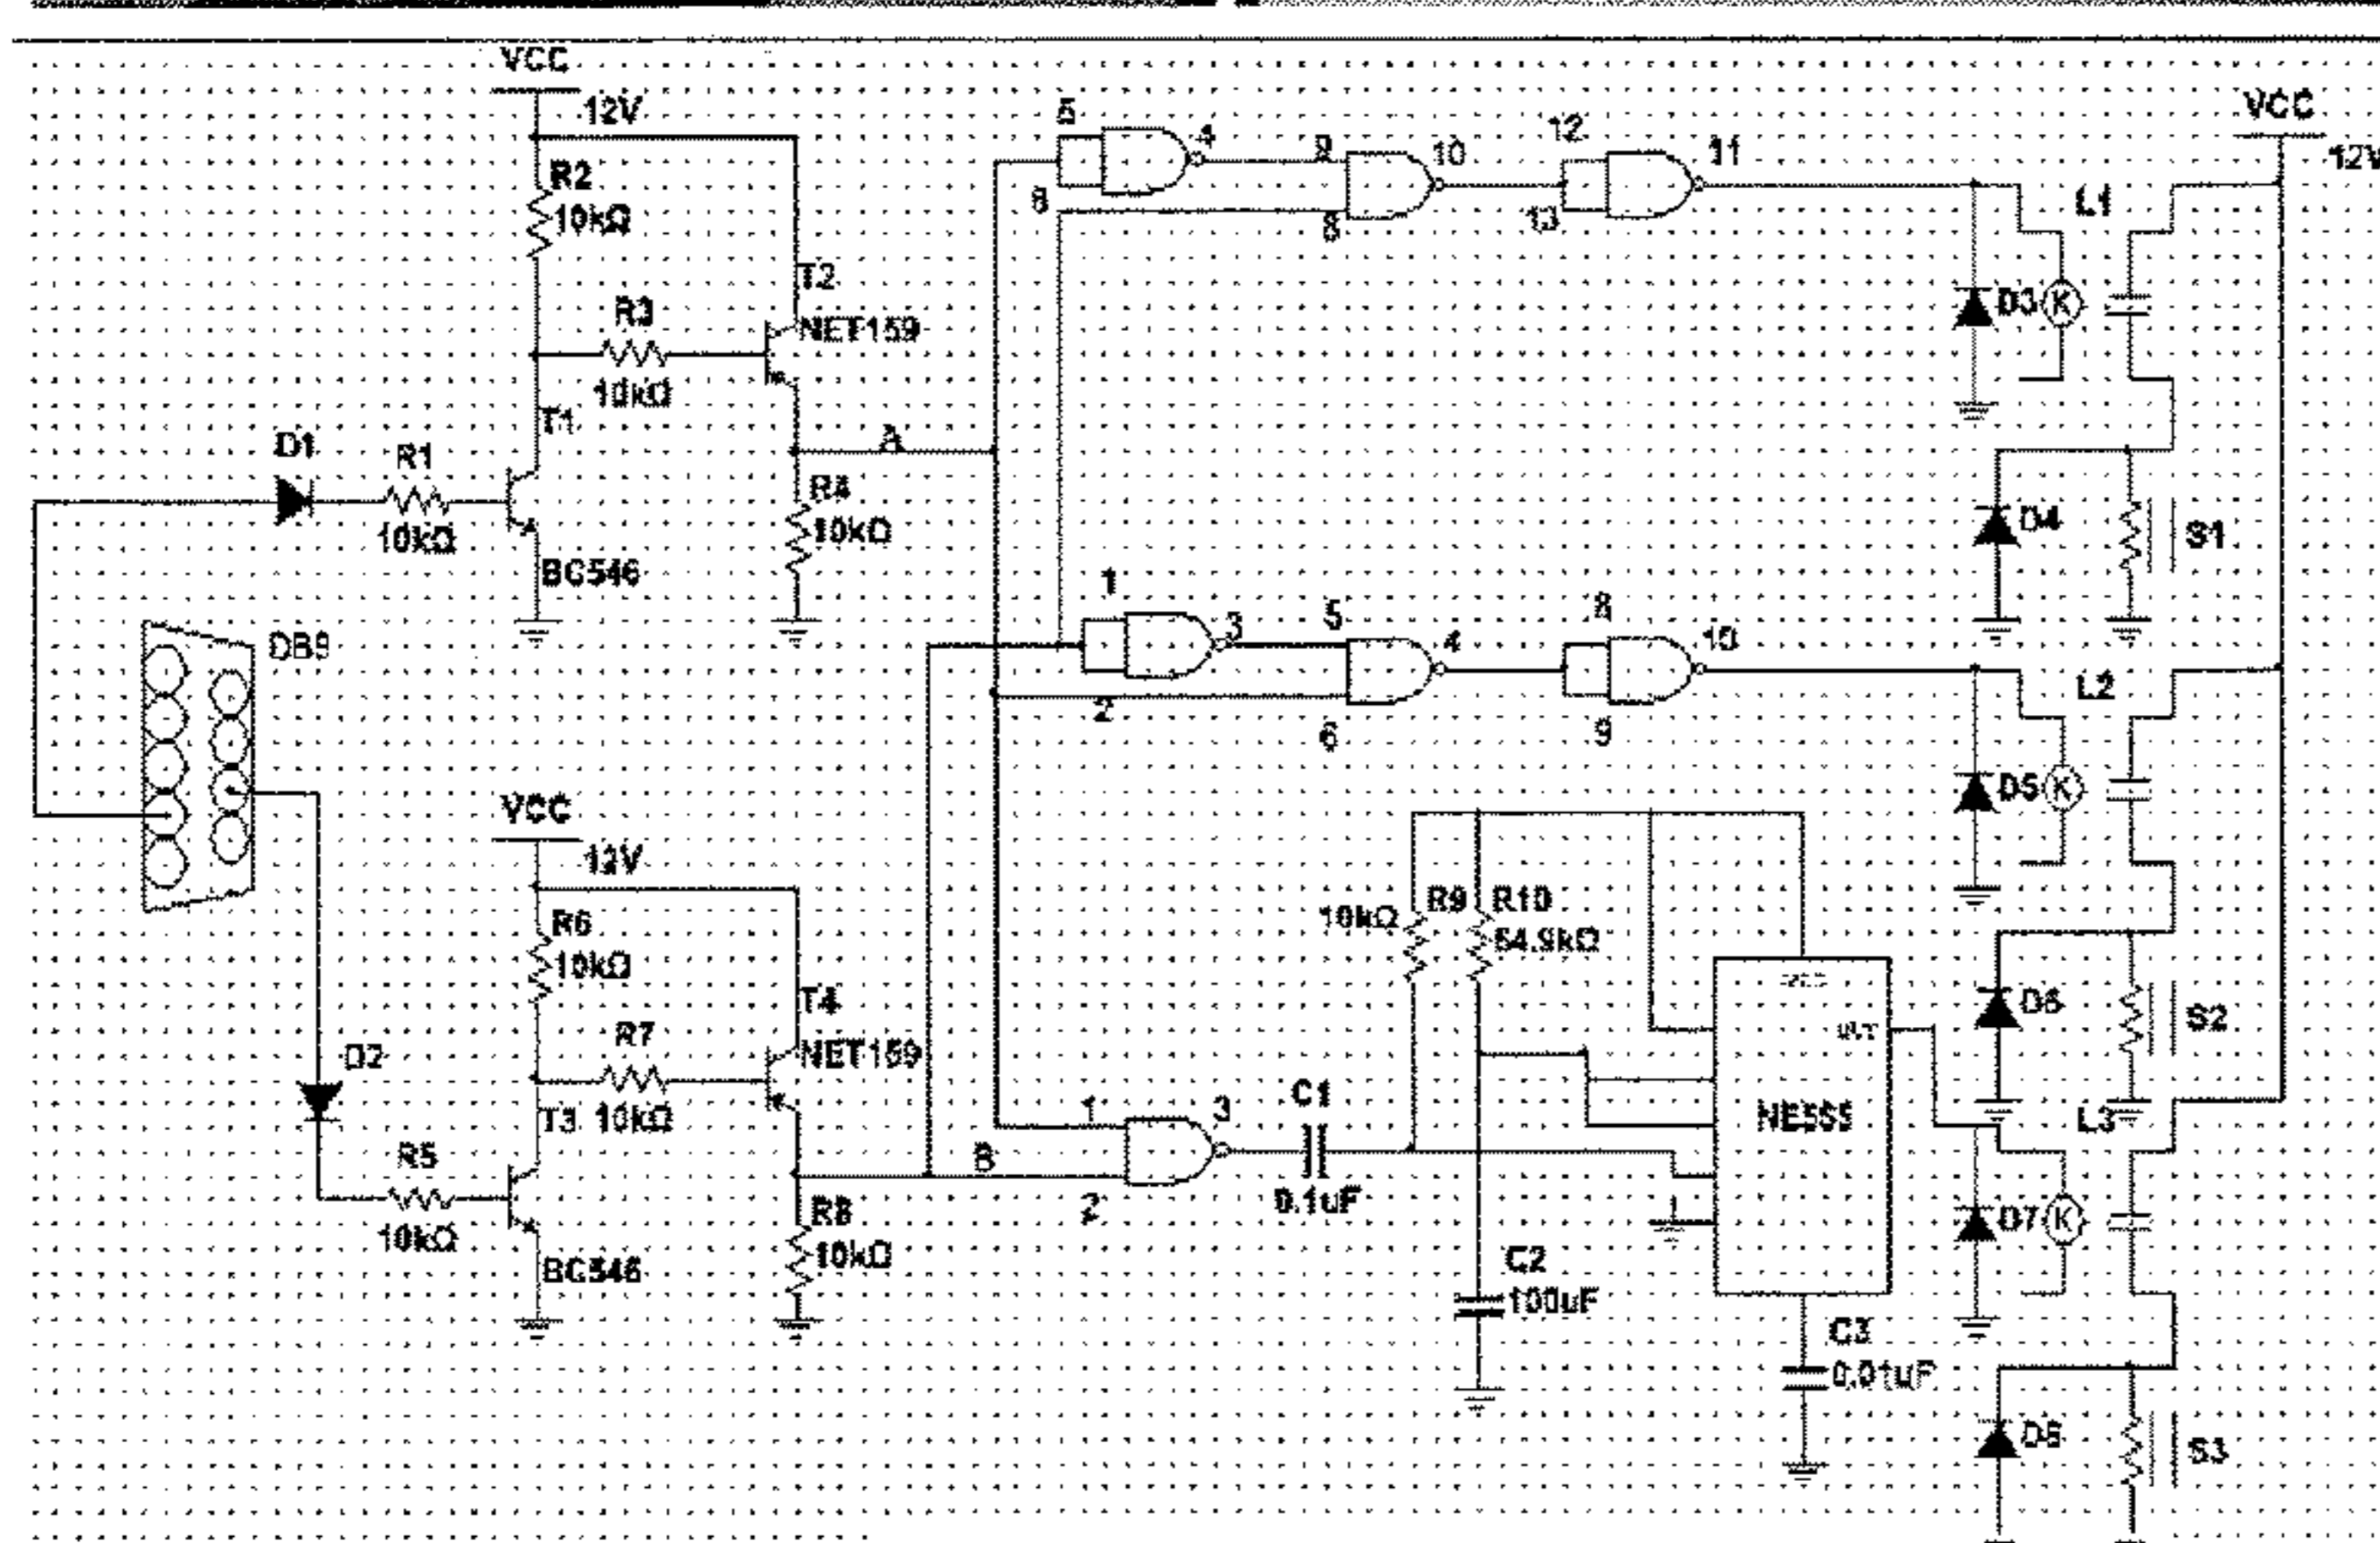 VCC
12V
R2
10kΩ
T2
NET159
R3
10kΩ
T1
D1
R1
10kΩ
BC546
A
R4
10kΩ
DB9
VCC
12V
R6
10kΩ
T4
NET159
R7
10kΩ
T3
D2
R5
10kΩ
BC546
B
R8
10kΩ
5
4
6
9
10
8
12
11
13
1
3
5
4
2
6
8
10
9
1
3
2
C1
0.1uF
10kΩ
R9
R10
54.9kΩ
VCC
OUT
NE555
C2
100uF
C3
0.01uF
VCC
12V
L1
D3
K
D4
S1
L2
D5
K
D6
S2
L3
D7
K
D8
S3